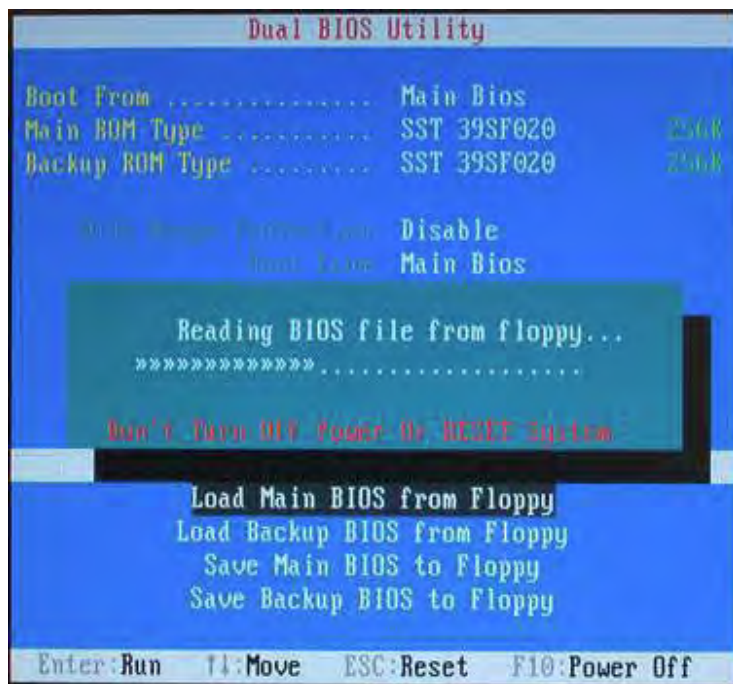 Dual BIOS Utility
Boot From ............... Main Bios
Main ROM Type ........... SST 39SF020 256K
Backup ROM Type ......... SST 39SF020 256K
Disable
Main Bios
Reading BIOS file from floppy...
»»»»»»»»»»»»»...................
Don't Turn Off Power Or RESET System
Load Main BIOS from Floppy
Load Backup BIOS from Floppy
Save Main BIOS to Floppy
Save Backup BIOS to Floppy
Enter:Run ↑↓:Move ESC:Reset F10:Power Off